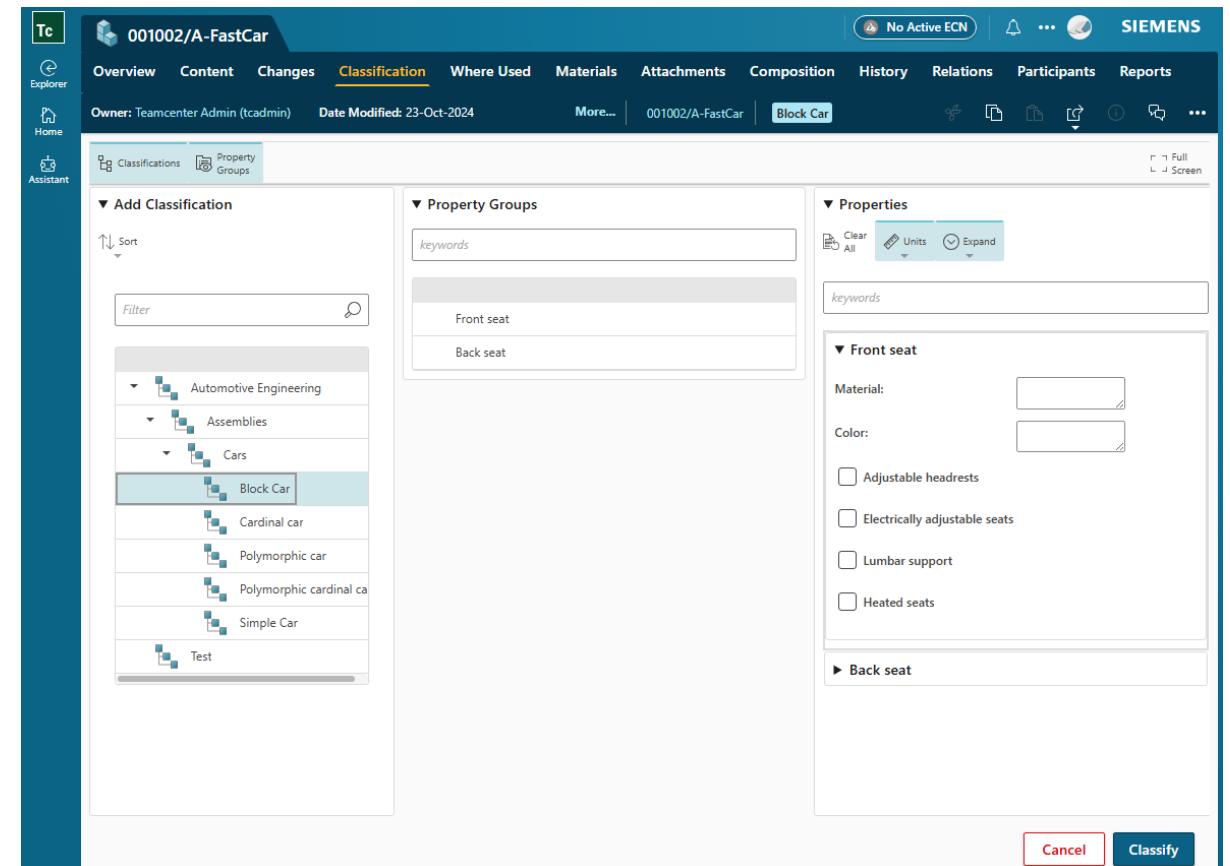 Tc
001002/A-FastCar
No Active ECN
SIEMENS
Explorer
Home
Assistant
Overview Content Changes Classification Where Used Materials Attachments Composition History Relations Participants Reports
Owner: Teamcenter Admin (tcadmin) Date Modified: 23-Oct-2024 More... 001002/A-FastCar Block Car
Classifications
Property
Groups
Full
Screen
Add Classification
Sort
Filter
Automotive Engineering
Assemblies
Cars
Block Car
Cardinal car
Polymorphic car
Polymorphic cardinal ca
Simple Car
Test
Property Groups
keywords
Front seat
Back seat
Properties
Clear
All
Units
Expand
keywords
Front seat
Material:
Color:
Adjustable headrests
Electrically adjustable seats
Lumbar support
Heated seats
Back seat
Cancel
Classify